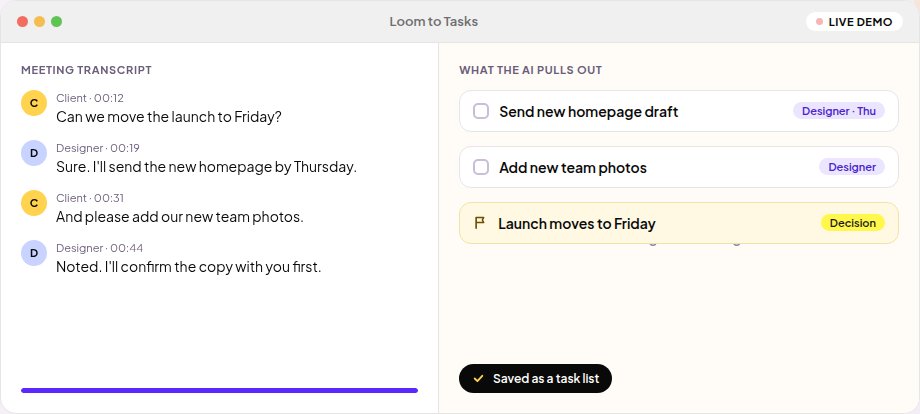 Loom to Tasks
LIVE DEMO
MEETING TRANSCRIPT
C
Client · 00:12
Can we move the launch to Friday?
D
Designer · 00:19
Sure. I'll send the new homepage by Thursday.
C
Client · 00:31
And please add our new team photos.
D
Designer · 00:44
Noted. I'll confirm the copy with you first.
WHAT THE AI PULLS OUT
Send new homepage draft
Designer · Thu
Add new team photos
Designer
Launch moves to Friday
Decision
Saved as a task list